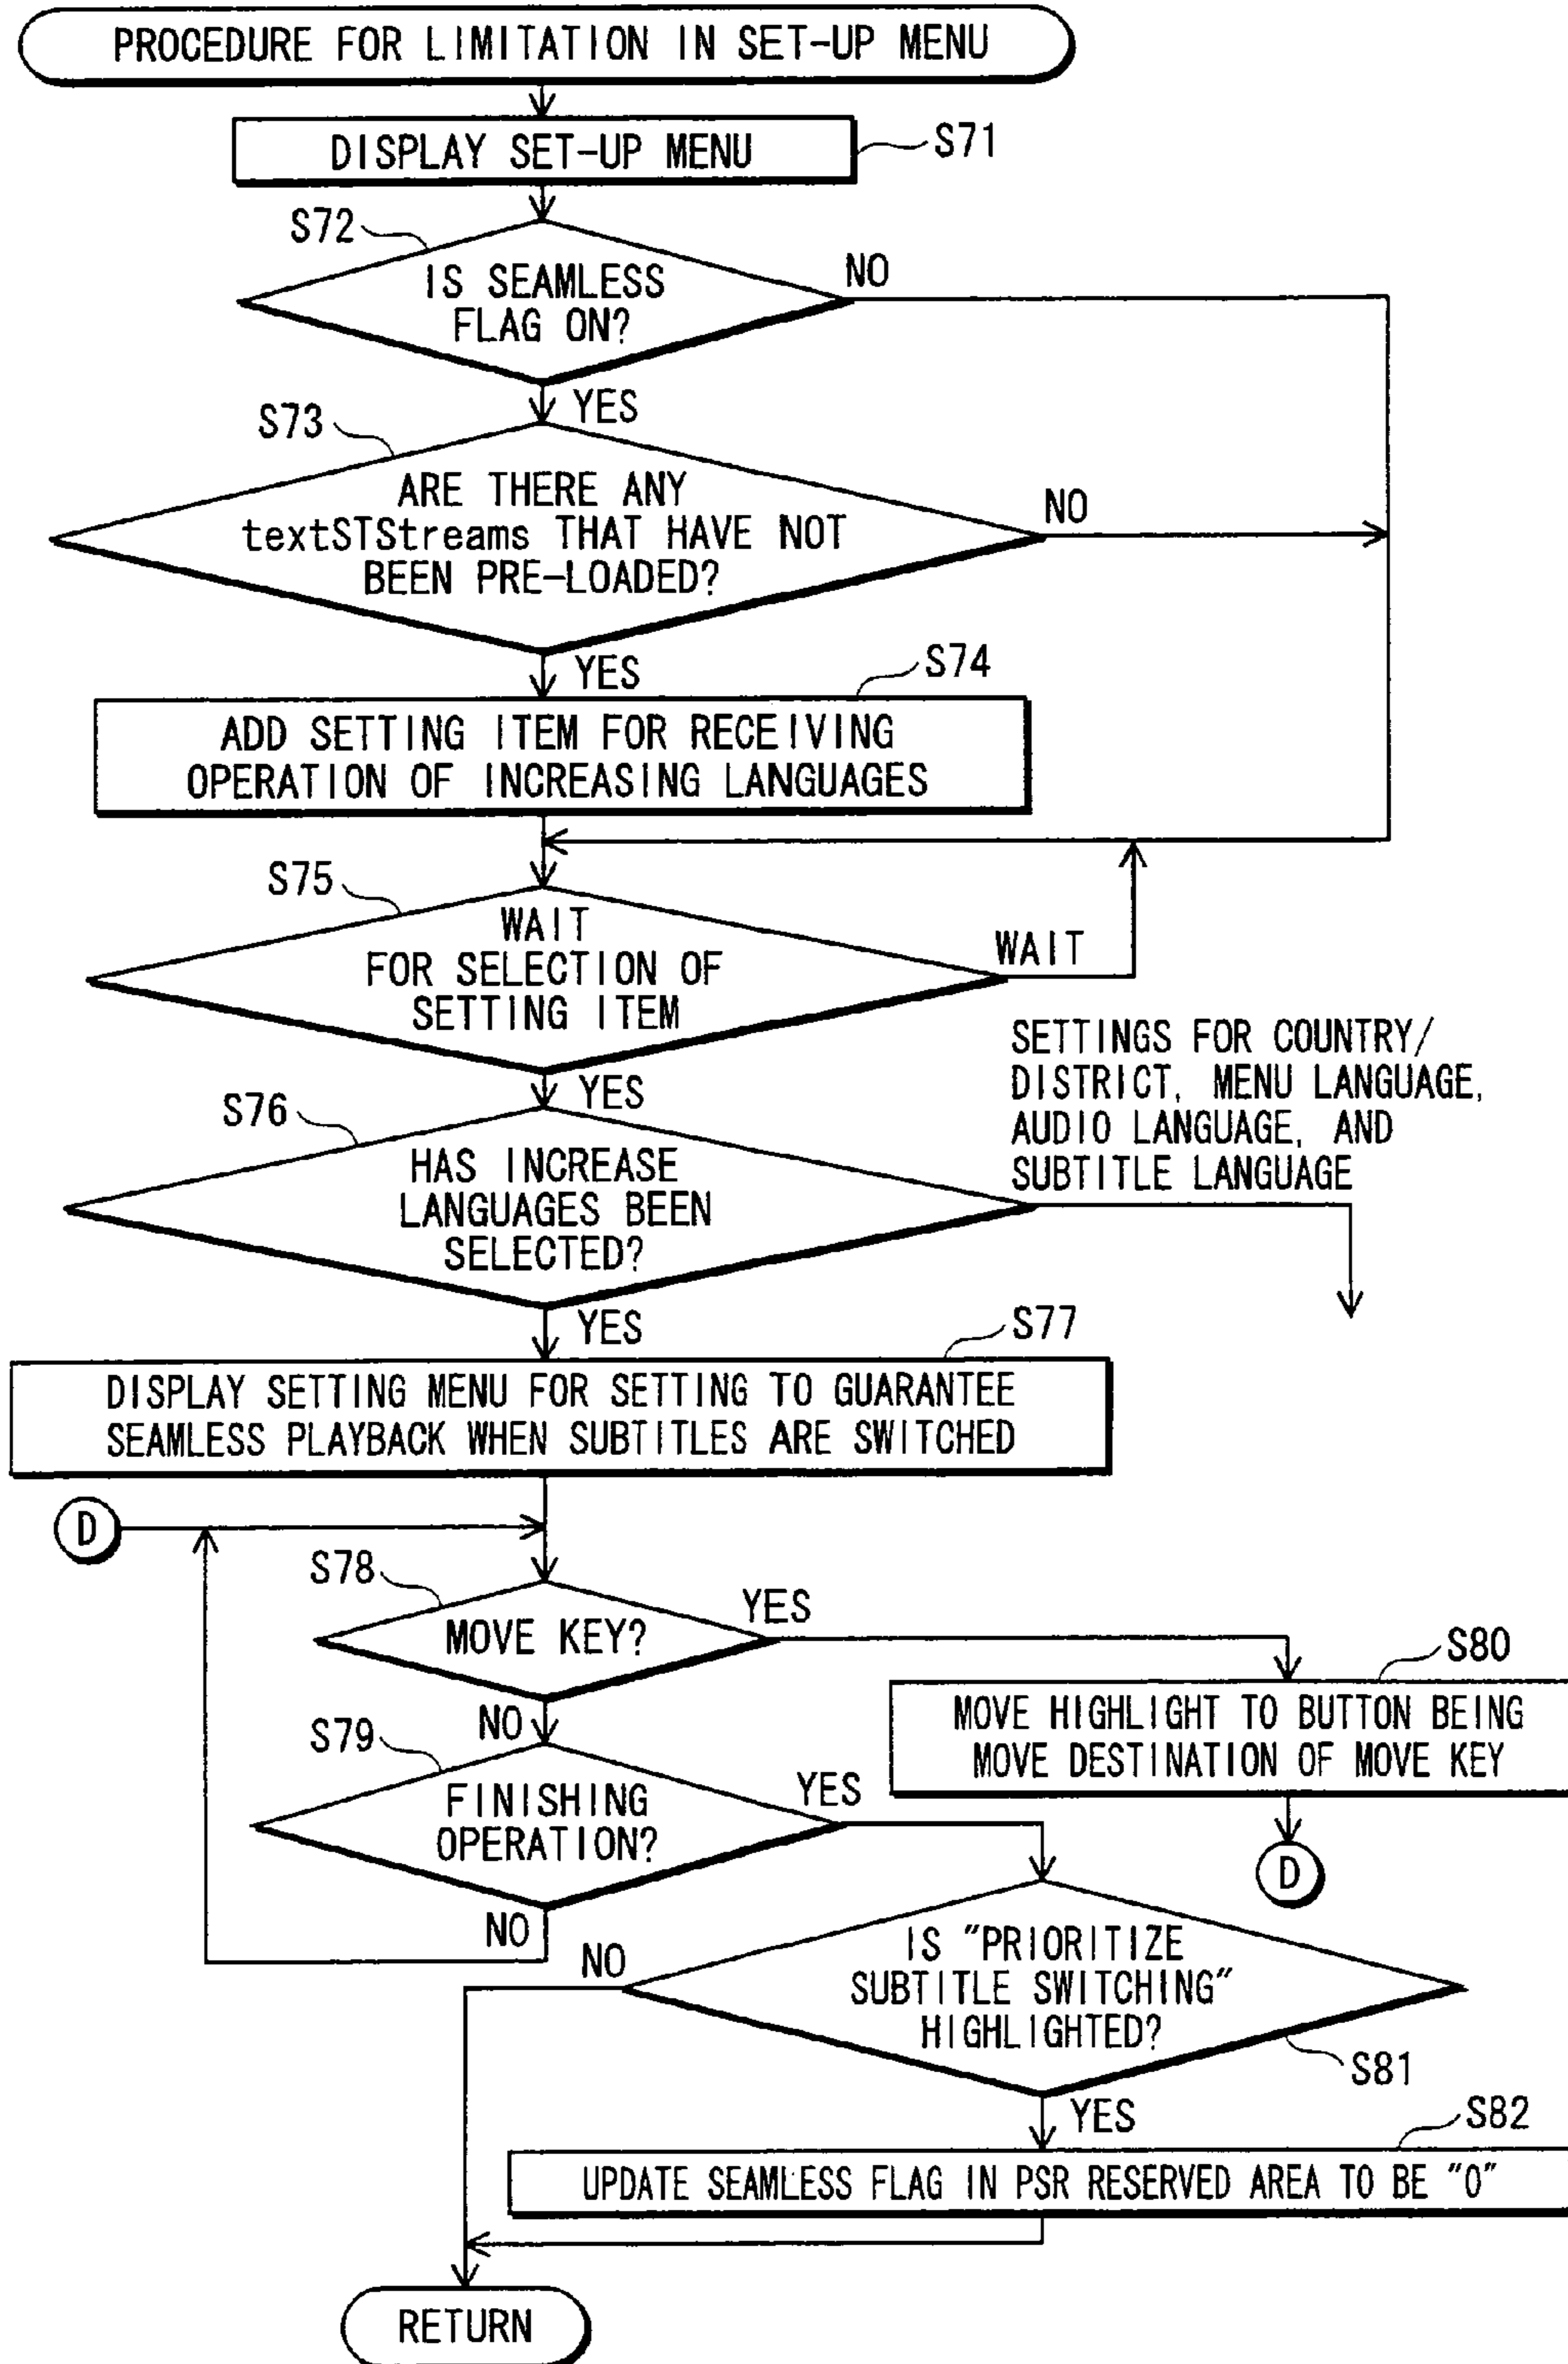 PROCEDURE FOR LIMITATION IN SET-UP MENU
DISPLAY SET-UP MENU
S71
S72
IS SEAMLESS
FLAG ON?
NO
YES
S73
ARE THERE ANY
textSTStreams THAT HAVE NOT
BEEN PRE-LOADED?
NO
YES
S74
ADD SETTING ITEM FOR RECEIVING
OPERATION OF INCREASING LANGUAGES
S75
WAIT
FOR SELECTION OF
SETTING ITEM
WAIT
YES
SETTINGS FOR COUNTRY/
DISTRICT, MENU LANGUAGE,
AUDIO LANGUAGE, AND
SUBTITLE LANGUAGE
S76
HAS INCREASE
LANGUAGES BEEN
SELECTED?
YES
S77
DISPLAY SETTING MENU FOR SETTING TO GUARANTEE
SEAMLESS PLAYBACK WHEN SUBTITLES ARE SWITCHED
D
S78
MOVE KEY?
YES
NO
S80
MOVE HIGHLIGHT TO BUTTON BEING
MOVE DESTINATION OF MOVE KEY
D
S79
FINISHING
OPERATION?
YES
NO
IS "PRIORITIZE
SUBTITLE SWITCHING"
HIGHLIGHTED?
NO
S81
YES
S82
UPDATE SEAMLESS FLAG IN PSR RESERVED AREA TO BE "0"
RETURN